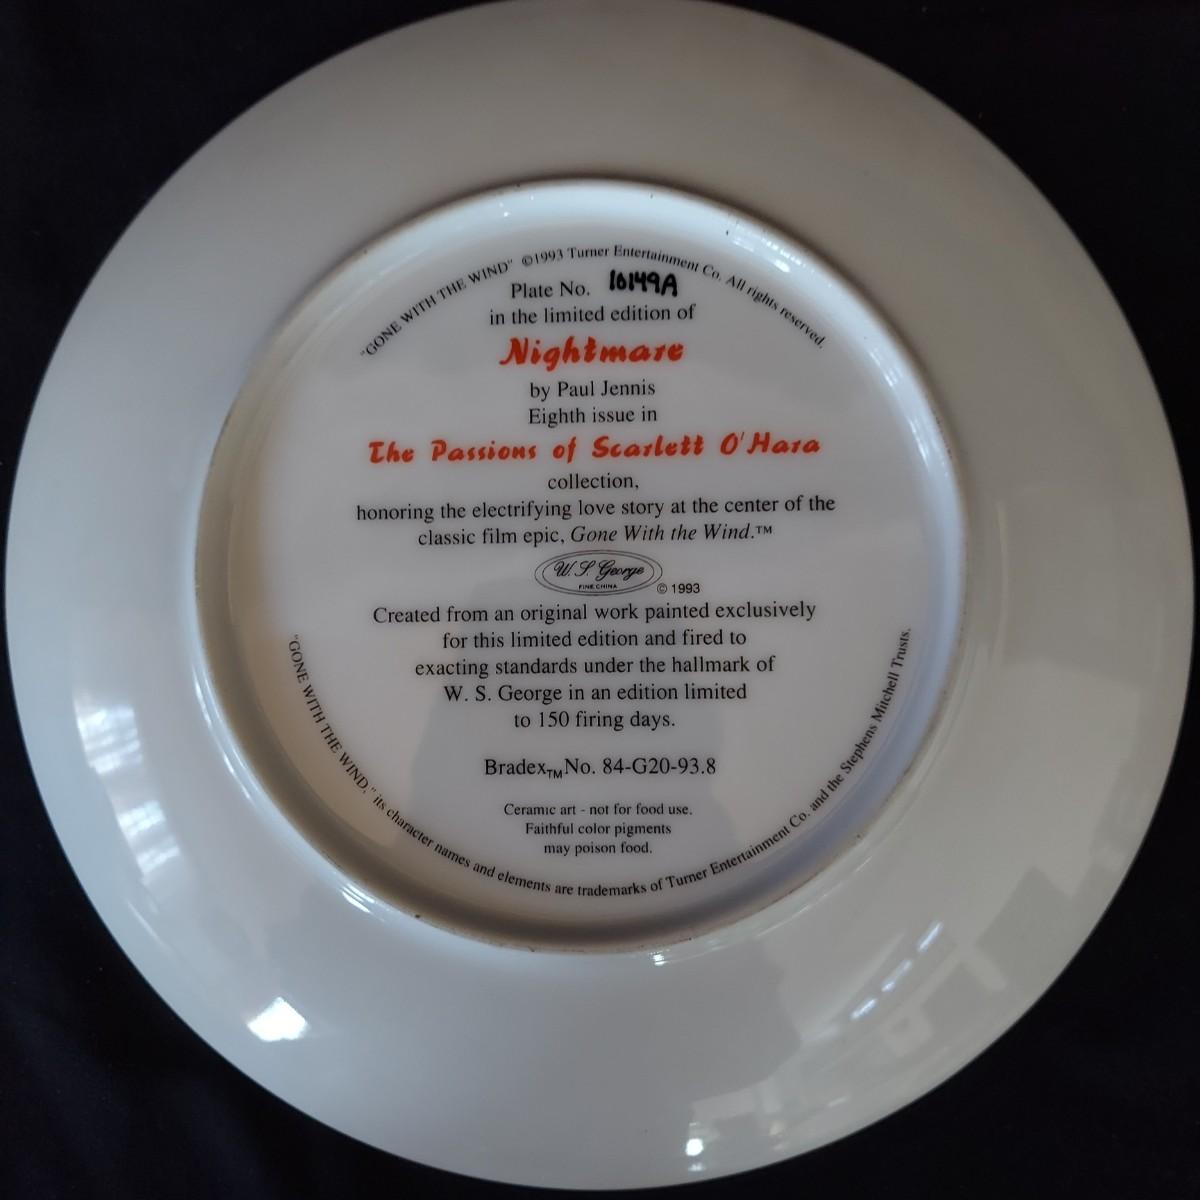 "GONE WITH THE WIND" ©1993 Turner Entertainment Co. All rights reserved.
Plate No. 10149A
in the limited edition of
Nightmare
by Paul Jennis
Eighth issue in
The Passions of Scarlett O'Hara
collection,
honoring the electrifying love story at the center of the
classic film epic, Gone With the Wind.™
W. S. George
FINE CHINA
© 1993
Created from an original work painted exclusively
for this limited edition and fired to
exacting standards under the hallmark of
W. S. George in an edition limited
to 150 firing days.
Bradex™ No. 84-G20-93.8
Ceramic art - not for food use.
Faithful color pigments
may poison food.
"GONE WITH THE WIND," its character names and elements are trademarks of Turner Entertainment Co. and the Stephens Mitchell Trusts.